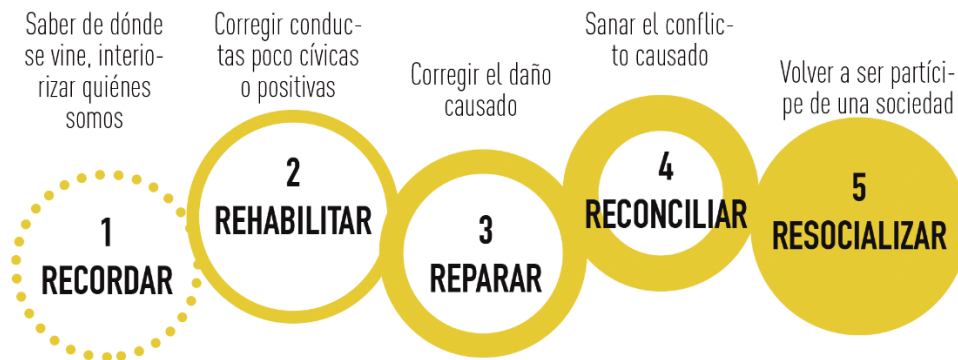 Saber de dónde
se vine, interio-
rizar quiénes
somos
1
RECORDAR
Corregir conduc-
tas poco cívicas
o positivas
2
REHABILITAR
Corregir el daño
causado
3
REPARAR
Sanar el conflic-
to causado
4
RECONCILIAR
Volver a ser partíci-
pe de una sociedad
5
RESOCIALIZAR